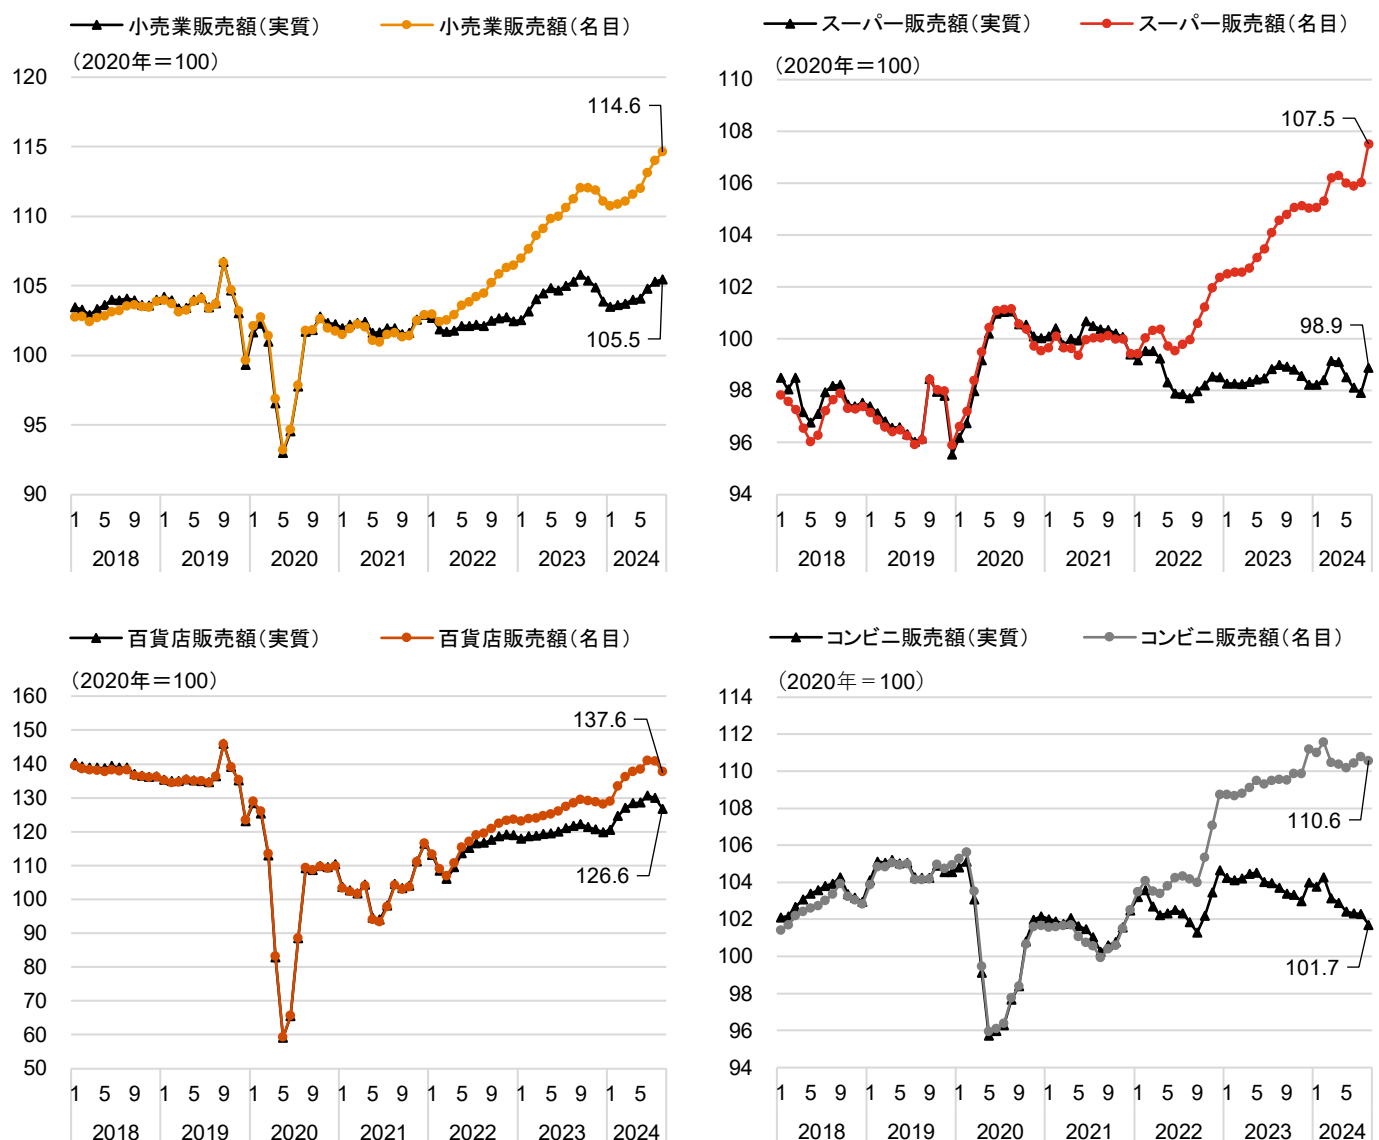 小売業販売額(実質) 小売業販売額(名目)
(2020年=100)
120
115
110
105
100
95
90
114.6
105.5
1 5 9 1 5 9 1 5 9 1 5 9 1 5 9 1 5 9 1 5
2018 2019 2020 2021 2022 2023 2024
スーパー販売額(実質) スーパー販売額(名目)
(2020年=100)
110
108
106
104
102
100
98
96
94
107.5
98.9
1 5 9 1 5 9 1 5 9 1 5 9 1 5 9 1 5 9 1 5
2018 2019 2020 2021 2022 2023 2024
百貨店販売額(実質) 百貨店販売額(名目)
(2020年=100)
160
150
140
130
120
110
100
90
80
70
60
50
137.6
126.6
1 5 9 1 5 9 1 5 9 1 5 9 1 5 9 1 5 9 1 5
2018 2019 2020 2021 2022 2023 2024
コンビニ販売額(実質) コンビニ販売額(名目)
(2020年=100)
114
112
110
108
106
104
102
100
98
96
94
110.6
101.7
1 5 9 1 5 9 1 5 9 1 5 9 1 5 9 1 5 9 1 5
2018 2019 2020 2021 2022 2023 2024